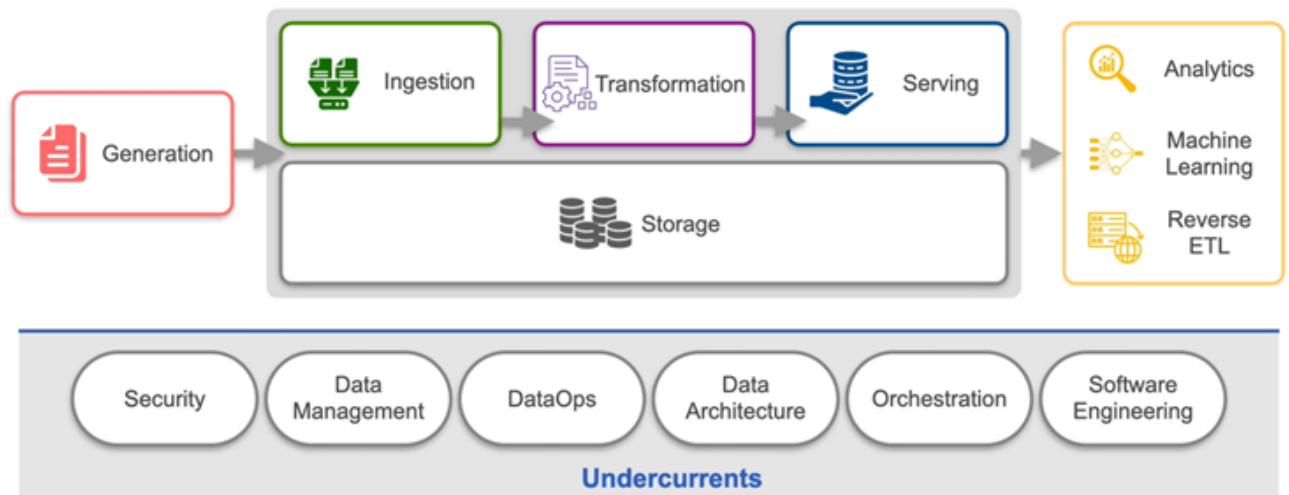 Generation
Ingestion
Transformation
Serving
Storage
Analytics
Machine
Learning
Reverse
ETL
Security
Data
Management
DataOps
Data
Architecture
Orchestration
Software
Engineering
Undercurrents